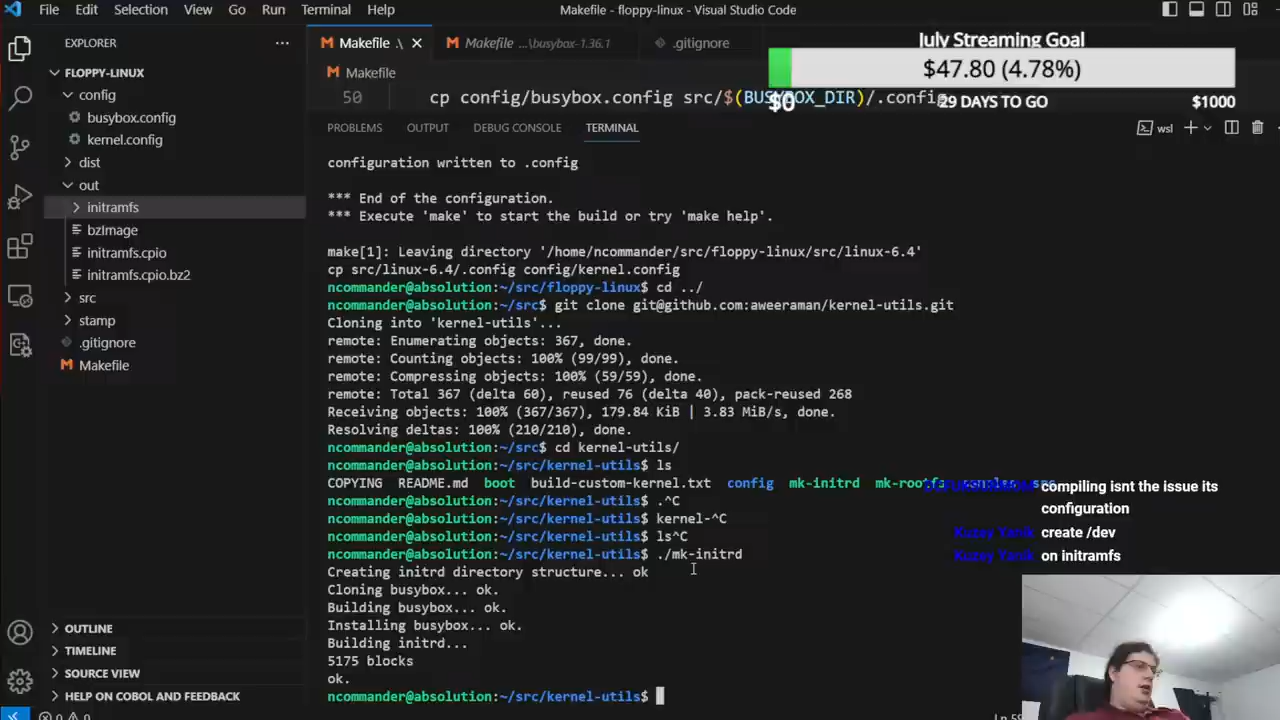 File Edit Selection View Go Run Terminal Help
Makefile - floppy-linux - Visual Studio Code
EXPLORER
FLOPPY-LINUX
config
busybox.config
kernel.config
dist
out
initramfs
bzImage
initramfs.cpio
initramfs.cpio.bz2
src
stamp
.gitignore
Makefile
OUTLINE
TIMELINE
SOURCE VIEW
HELP ON COBOL AND FEEDBACK
Makefile .\
Makefile ...\busybox-1.36.1
.gitignore
Makefile
50 cp config/busybox.config src/$(BUSYBOX_DIR)/.config
July Streaming Goal
$47.80 (4.78%)
$0
29 DAYS TO GO
$1000
PROBLEMS OUTPUT DEBUG CONSOLE TERMINAL
wsl
configuration written to .config
*** End of the configuration.
*** Execute 'make' to start the build or try 'make help'.
make[1]: Leaving directory '/home/ncommander/src/floppy-linux/src/linux-6.4'
cp src/linux-6.4/.config config/kernel.config
ncommander@absolution:~/src/floppy-linux$ cd ../
ncommander@absolution:~/src$ git clone git@github.com:aweeraman/kernel-utils.git
Cloning into 'kernel-utils'...
remote: Enumerating objects: 367, done.
remote: Counting objects: 100% (99/99), done.
remote: Compressing objects: 100% (59/59), done.
remote: Total 367 (delta 60), reused 76 (delta 40), pack-reused 268
Receiving objects: 100% (367/367), 179.84 KiB | 3.83 MiB/s, done.
Resolving deltas: 100% (210/210), done.
ncommander@absolution:~/src$ cd kernel-utils/
ncommander@absolution:~/src/kernel-utils$ ls
COPYING README.md boot build-custom-kernel.txt config mk-initrd
ncommander@absolution:~/src/kernel-utils$ .^C
ncommander@absolution:~/src/kernel-utils$ kernel-^C
ncommander@absolution:~/src/kernel-utils$ ls^C
ncommander@absolution:~/src/kernel-utils$ ./mk-initrd
Creating initrd directory structure... ok
Cloning busybox... ok.
Building busybox... ok.
Installing busybox... ok.
Building initrd...
5175 blocks
ok.
ncommander@absolution:~/src/kernel-utils$
compiling isnt the issue its
configuration
Kuzey Yanik create /dev
Kuzey Yanik on initramfs